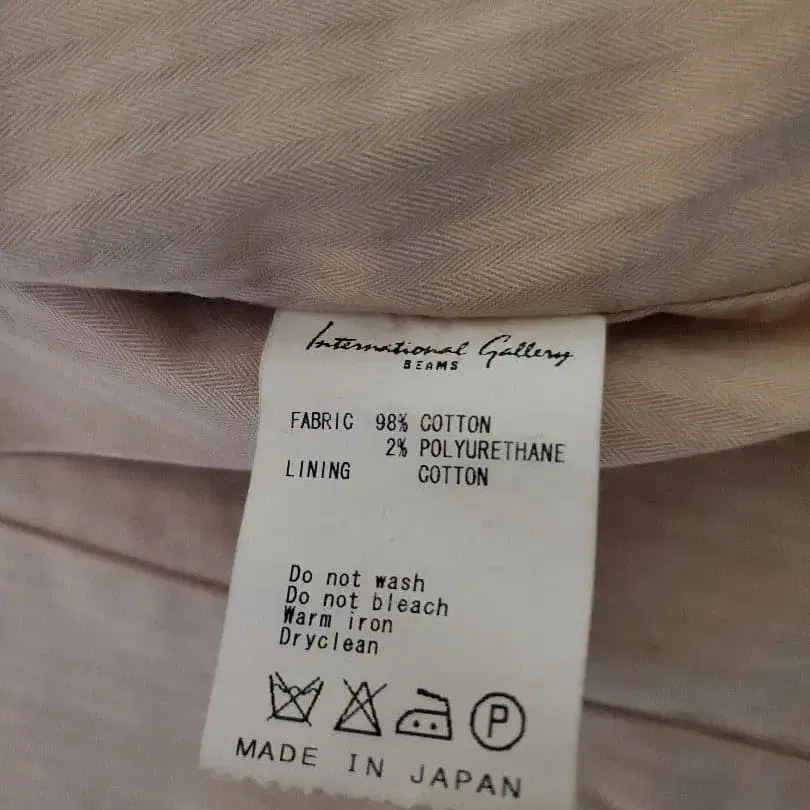 International Gallery
BEAMS
FABRIC 98% COTTON
2% POLYURETHANE
LINING COTTON
Do not wash
Do not bleach
Warm iron
Dryclean
P
MADE IN JAPAN